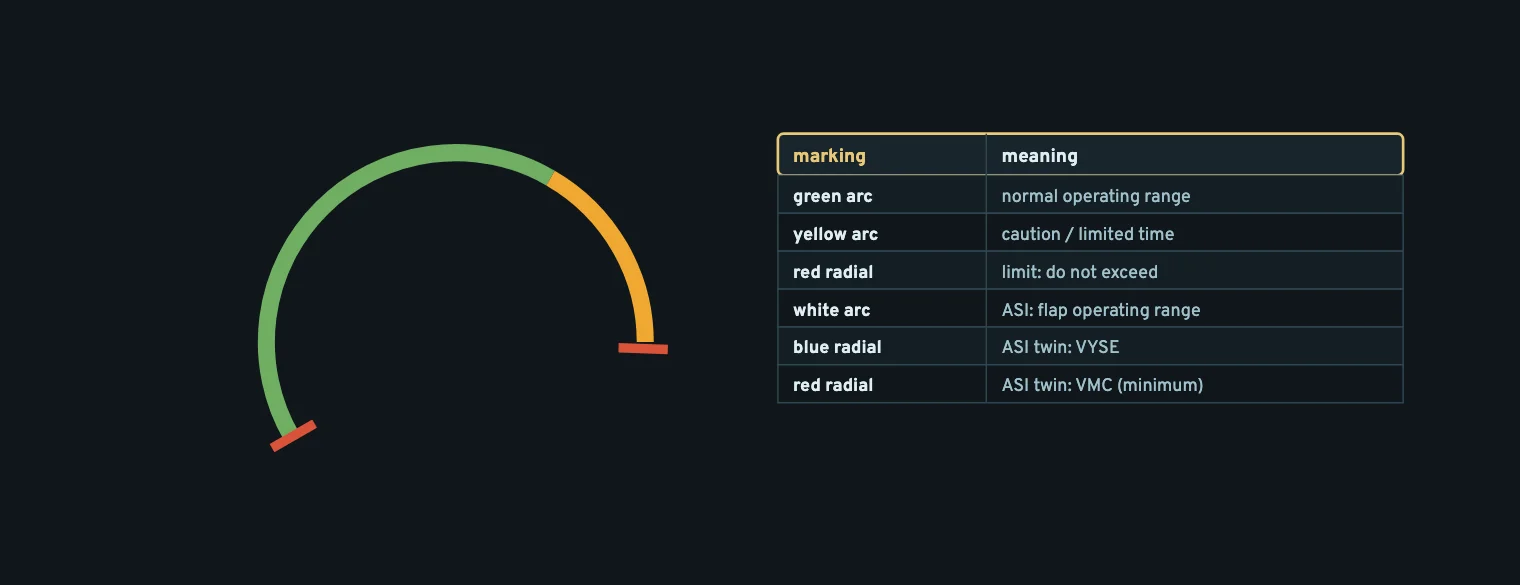 marking meaning
green arc normal operating range
yellow arc caution / limited time
red radial limit: do not exceed
white arc ASI: flap operating range
blue radial ASI twin: VYSE
red radial ASI twin: VMC (minimum)